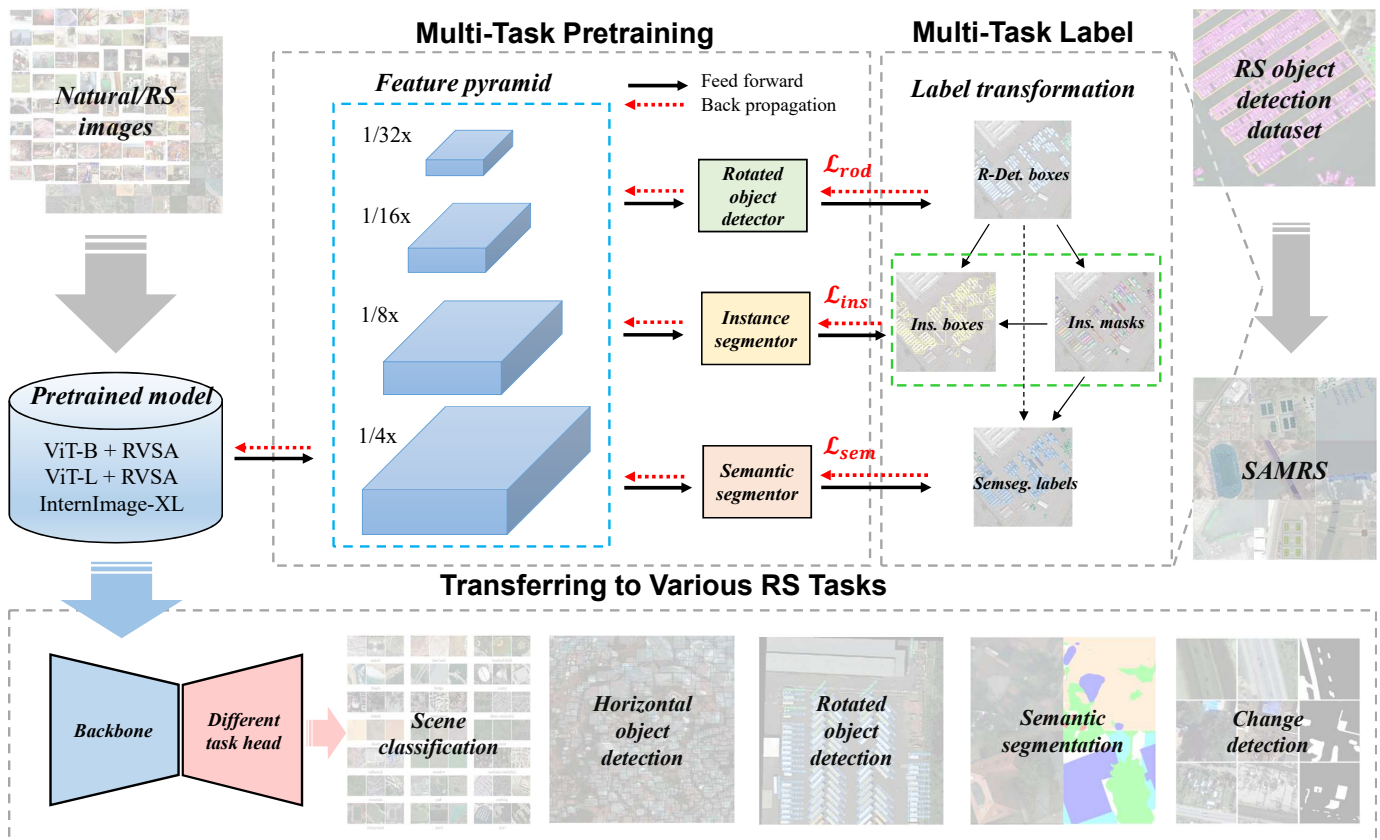 Multi-Task Pretraining
Multi-Task Label
Natural/RS
images
Feature pyramid
Feed forward
Back propagation
Label transformation
RS object
detection
dataset
1/32x
1/16x
1/8x
1/4x
Rotated
object
detector
ℒrod
R-Det. boxes
Instance
segmentor
ℒins
Ins. boxes
Ins. masks
Semantic
segmentor
ℒsem
Semseg. labels
SAMRS
Pretrained model
ViT-B + RVSA
ViT-L + RVSA
InternImage-XL
Transferring to Various RS Tasks
Backbone
Different
task head
Scene
classification
Horizontal
object
detection
Rotated
object
detection
Semantic
segmentation
Change
detection